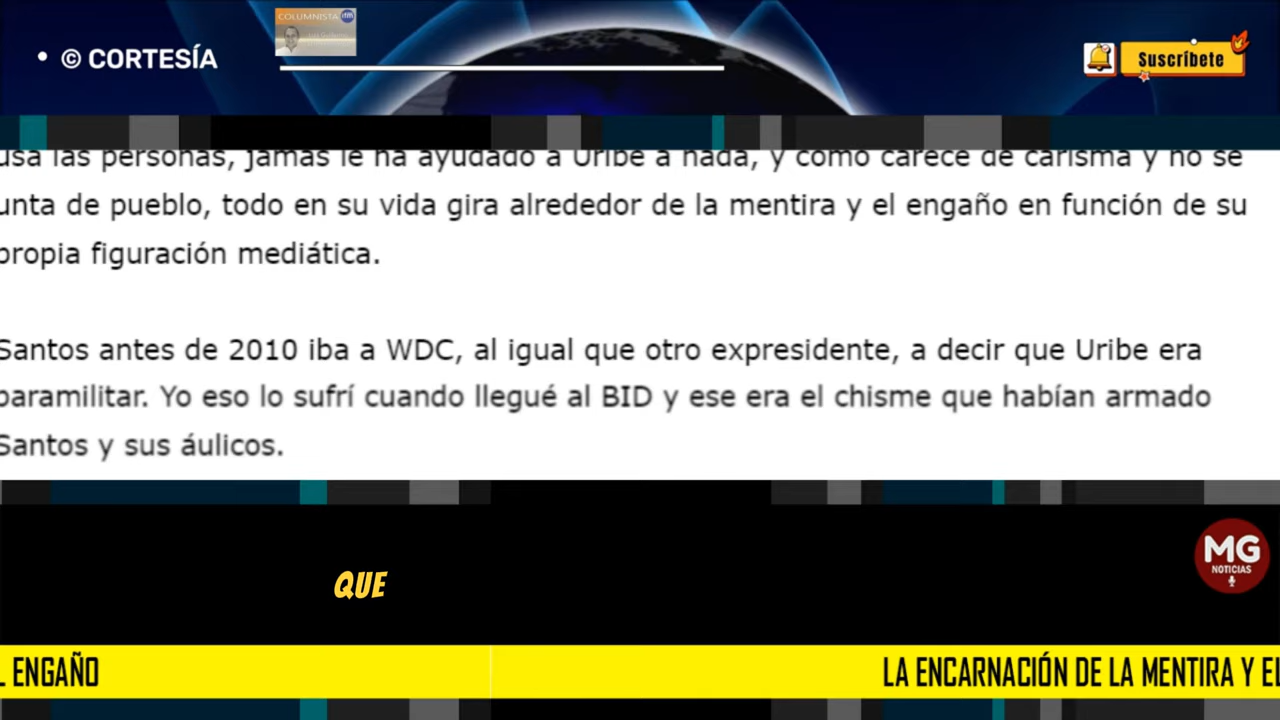 • © CORTESÍA
COLUMNISTA ifm
Suscríbete
usa las personas, jamás le ha ayudado a Uribe a nada, y como carece de carisma y no se
unta de pueblo, todo en su vida gira alrededor de la mentira y el engaño en función de su
propia figuración mediática.
Santos antes de 2010 iba a WDC, al igual que otro expresidente, a decir que Uribe era
paramilitar. Yo eso lo sufrí cuando llegué al BID y ese era el chisme que habían armado
Santos y sus áulicos.
MG
NOTICIAS
QUE
L ENGAÑO
LA ENCARNACIÓN DE LA MENTIRA Y EL